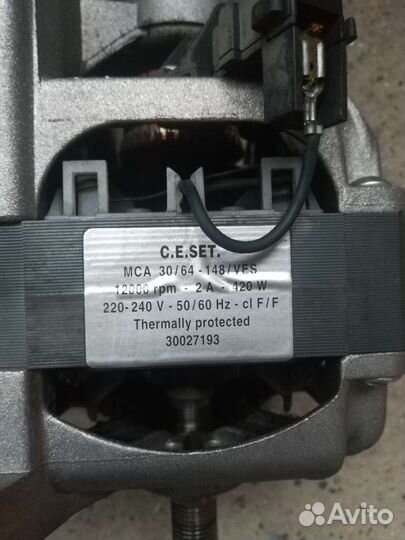 C.E.SET.
MCA 30/64-148/VFS
12000 rpm - 2 A - 420 W
220-240 V - 50/60 Hz - cl F/F
Thermally protected
30027193
Avito